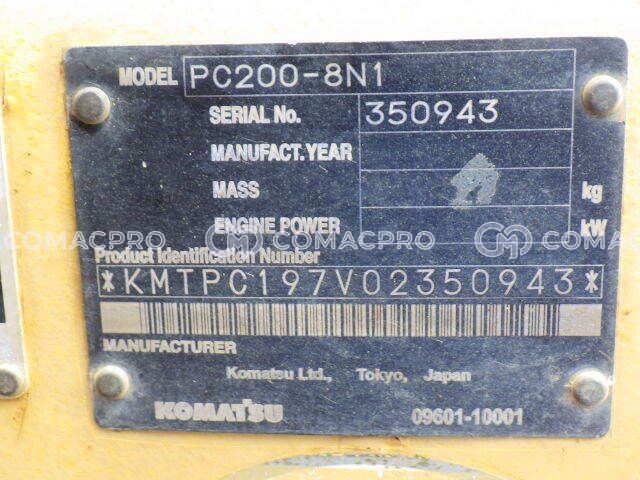 MODEL PC200-8N1
SERIAL No. 350943
MANUFACT.YEAR
MASS kg
ENGINE POWER kW
COMACPRO COMACPRO COMACPRO
Product Identification Number
*KMTPC197V02350943*
MANUFACTURER
Komatsu Ltd., Tokyo, Japan
KOMATSU 09601-10001